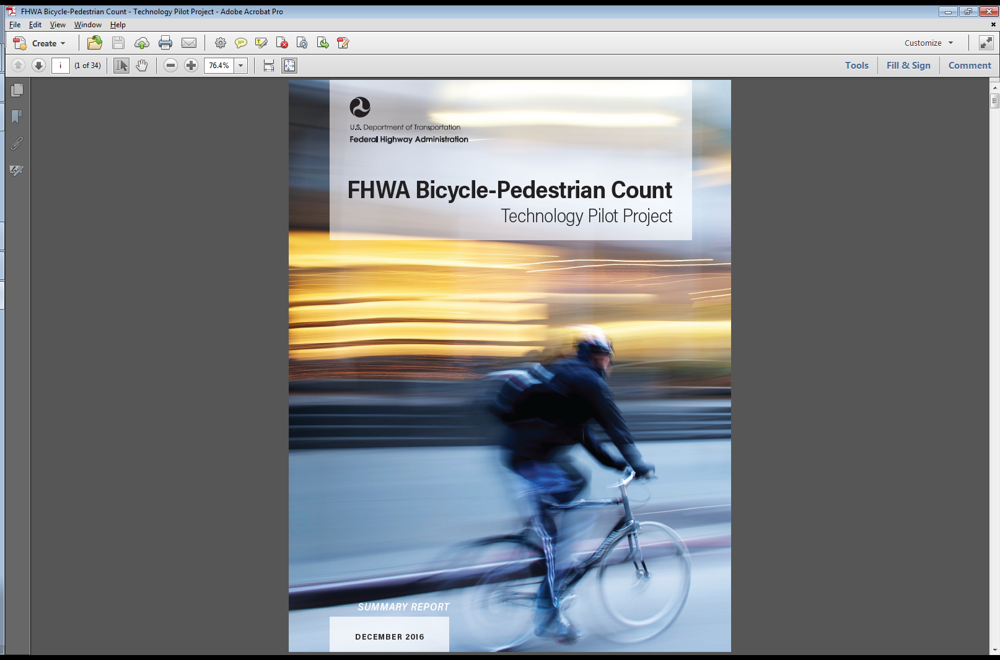 FHWA Bicycle-Pedestrian Count - Technology Pilot Project - Adobe Acrobat Pro
File Edit View Window Help
Create Customize
i (1 of 34) 76.4% Tools Fill & Sign Comment
U.S. Department of Transportation
Federal Highway Administration
FHWA Bicycle-Pedestrian Count
Technology Pilot Project
SUMMARY REPORT
DECEMBER 2016